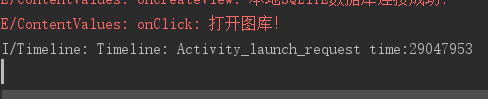 E/ContentValues: onCreateView: 本地SQLITE数据库连接成功!
E/ContentValues: onClick: 打开图库!
I/Timeline: Timeline: Activity_launch_request time:29047953